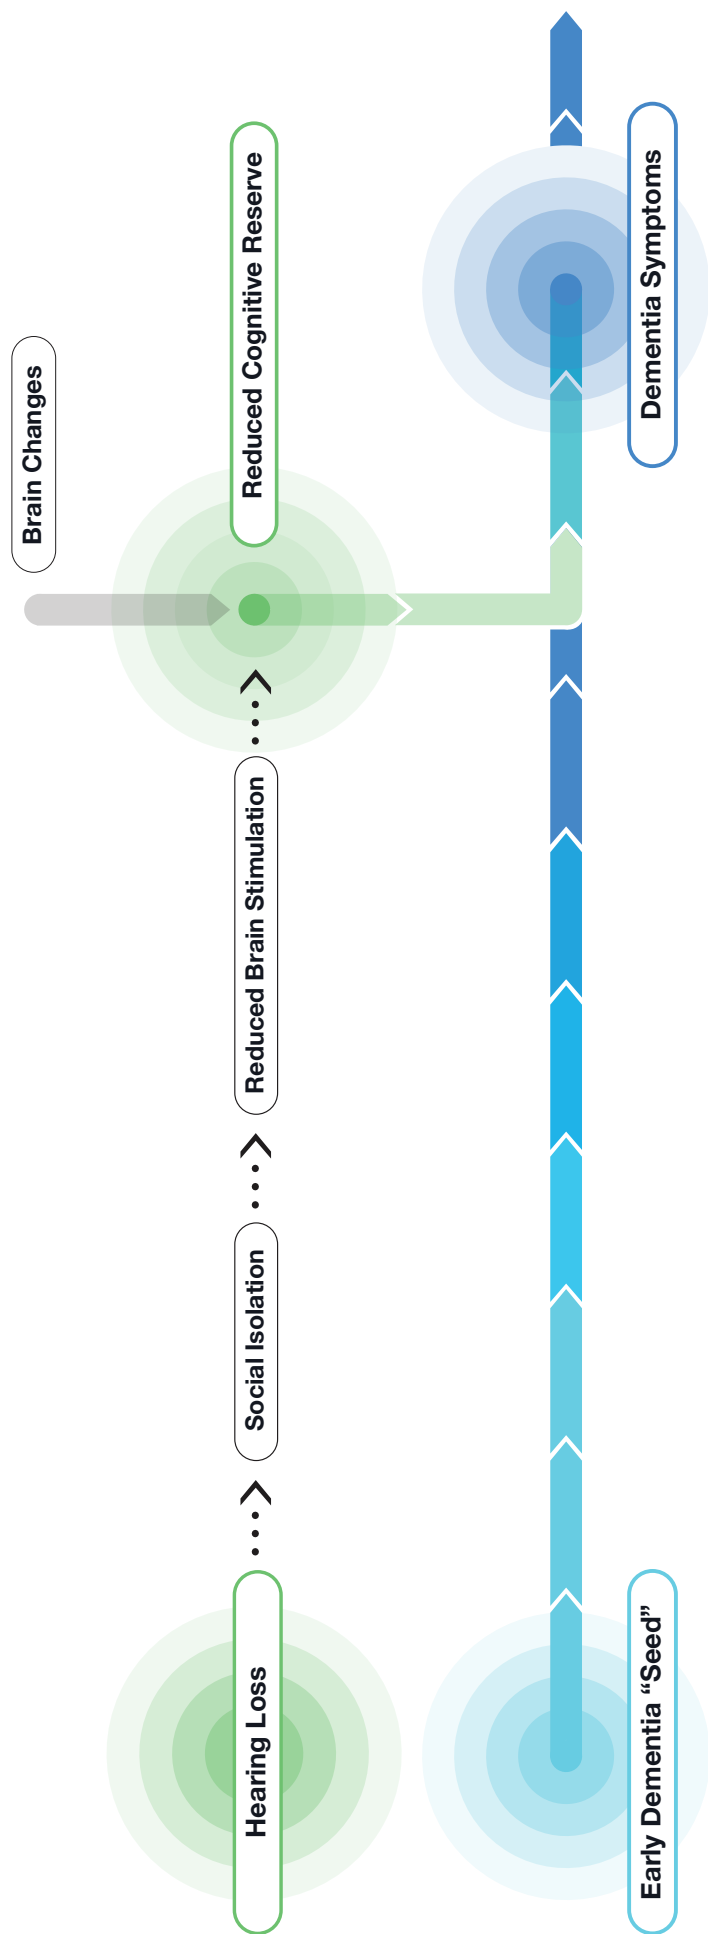 Brain Changes
Hearing Loss
Social Isolation
Reduced Brain Stimulation
Reduced Cognitive Reserve
Early Dementia “Seed”
Dementia Symptoms